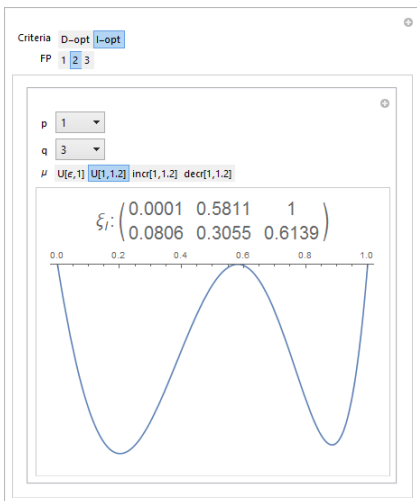 Criteria D-opt I-opt
FP 1 2 3
p 1
q 3
μ U[ϵ,1] U[1,1.2] incr[1,1.2] decr[1,1.2]
ξI: (0.0001 0.5811 1
0.0806 0.3055 0.6139)
0.0 0.2 0.4 0.6 0.8 1.0